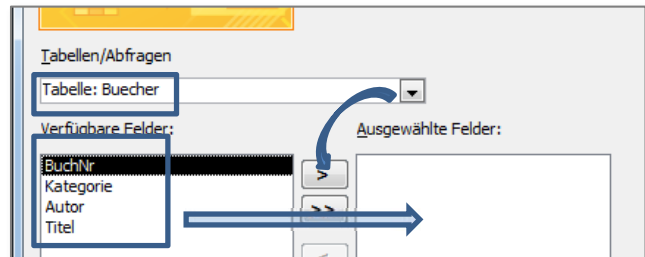 Tabellen/Abfragen
Tabelle: Buecher
Verfügbare Felder:
Ausgewählte Felder:
BuchNr
Kategorie
Autor
Titel
>
>>
<